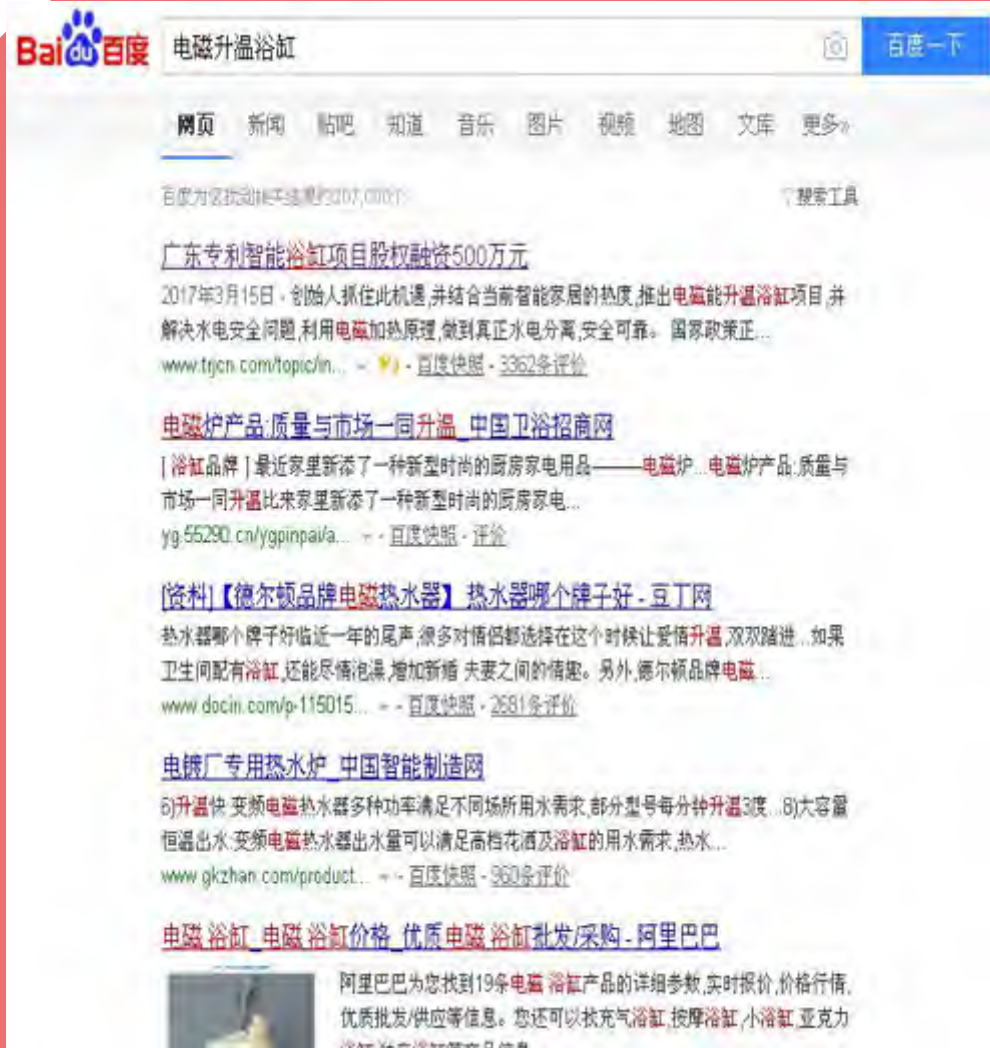 Bai du 百度 电磁升温浴缸 百度一下
网页 新闻 贴吧 知道 音乐 图片 视频 地图 文库 更多»
搜索工具
广东专利智能浴缸项目股权融资500万元
2017年3月15日 - 创始人抓住此机遇,并结合当前智能家居的热度,推出电磁能升温浴缸项目,并
解决水电安全问题,利用电磁加热原理,做到真正水电分离,安全可靠。 国家政策正...
www.trjcn.com/topic/in... - 百度快照 - 3362条评价
电磁炉产品:质量与市场一同升温_中国卫浴招商网
[ 浴缸品牌 ] 最近家里新添了一种新型时尚的厨房家电用品———电磁炉...电磁炉产品:质量与
市场一同升温比来家里新添了一种新型时尚的厨房家电...
yg.55290.cn/ygpinpai/a... - 百度快照 - 评价
[资料]【德尔顿品牌电磁热水器】 热水器哪个牌子好 - 豆丁网
热水器哪个牌子好临近一年的尾声,很多对情侣都选择在这个时候让爱情升温,双双踏进...如果
卫生间配有浴缸,还能尽情泡澡,增加新婚 夫妻之间的情趣。另外,德尔顿品牌电磁...
www.docin.com/p-115015... - 百度快照 - 2681条评价
电镀厂专用热水炉_中国智能制造网
6)升温快:变频电磁热水器多种功率满足不同场所用水需求,部分型号每分钟升温3度...8)大容量
恒温出水:变频电磁热水器出水量可以满足高档花洒及浴缸的用水需求,热水...
www.gkzhan.com/product... - 百度快照 - 960条评价
电磁 浴缸_电磁 浴缸价格_优质电磁 浴缸批发/采购 - 阿里巴巴
阿里巴巴为您找到19条电磁 浴缸产品的详细参数,实时报价,价格行情,
优质批发/供应等信息。您还可以找充气浴缸,按摩浴缸,小浴缸,亚克力